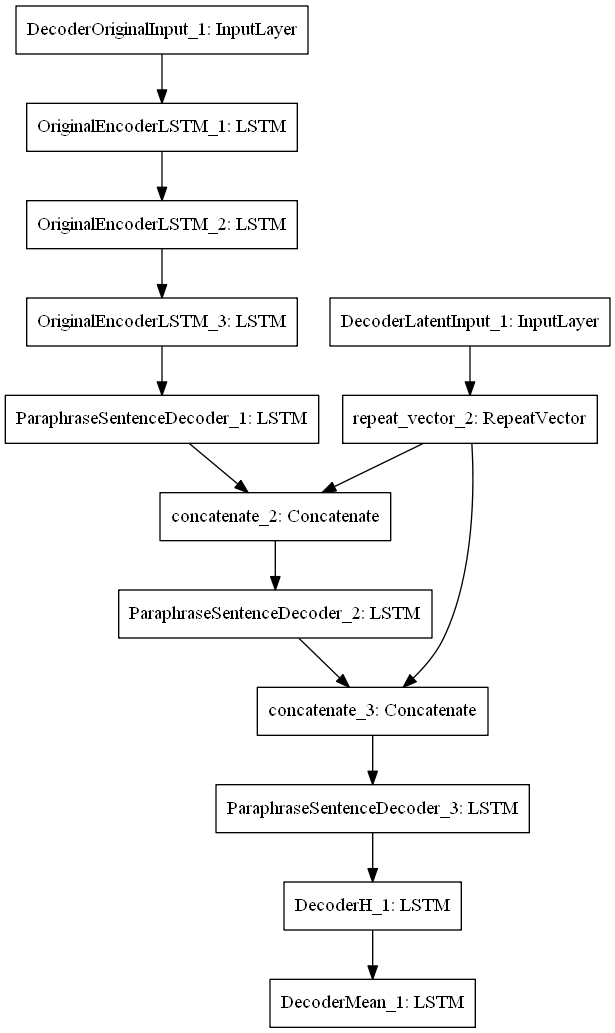 DecoderOriginalInput_1: InputLayer
OriginalEncoderLSTM_1: LSTM
OriginalEncoderLSTM_2: LSTM
OriginalEncoderLSTM_3: LSTM
DecoderLatentInput_1: InputLayer
ParaphraseSentenceDecoder_1: LSTM
repeat_vector_2: RepeatVector
concatenate_2: Concatenate
ParaphraseSentenceDecoder_2: LSTM
concatenate_3: Concatenate
ParaphraseSentenceDecoder_3: LSTM
DecoderH_1: LSTM
DecoderMean_1: LSTM